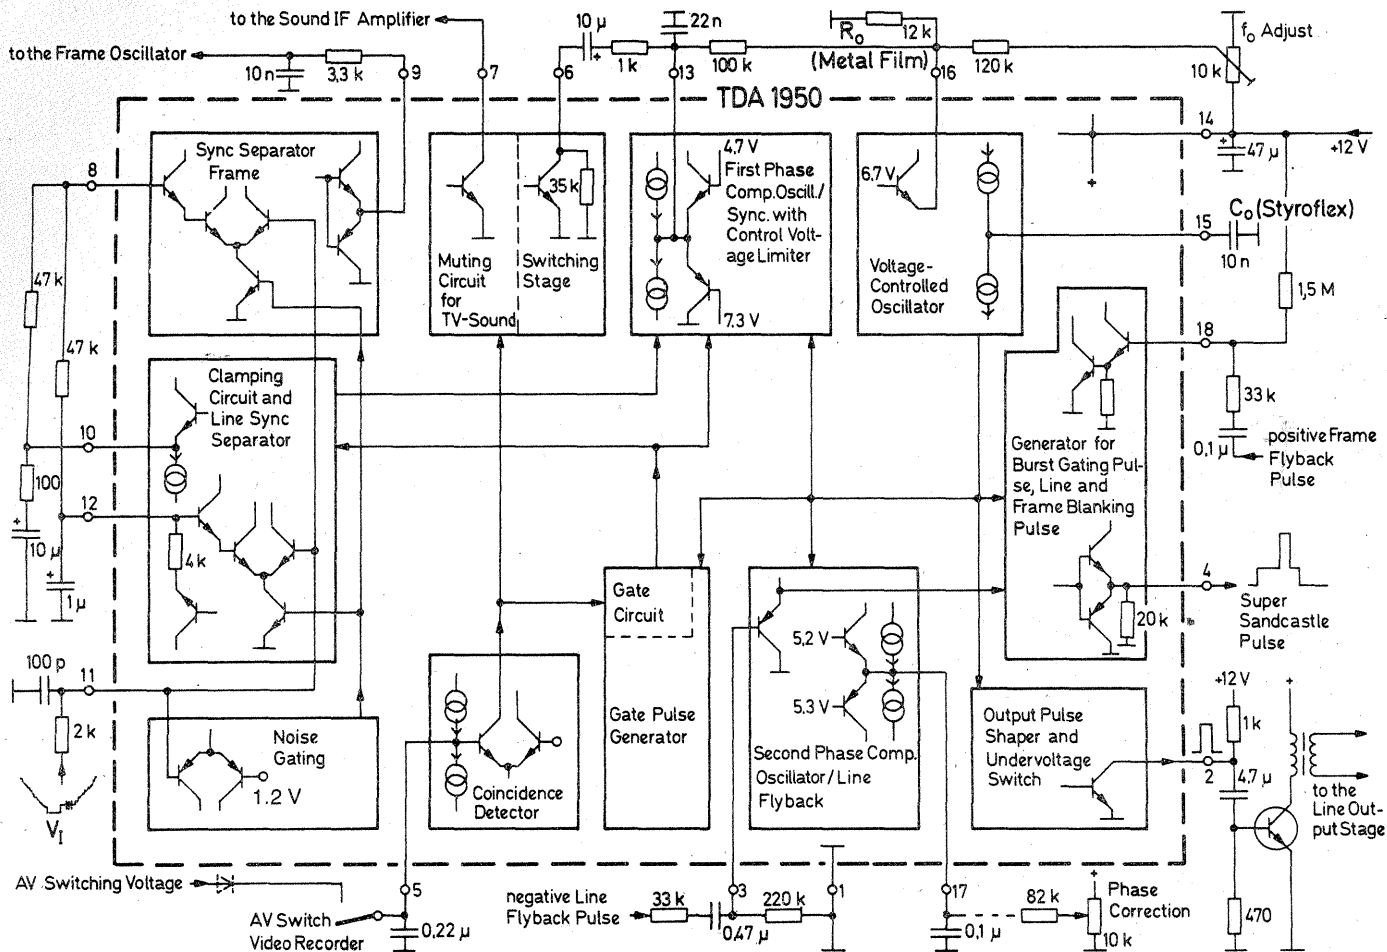 to the Sound IF Amplifier
to the Frame Oscillator
10 n
3,3 k
9
7
10 µ
+
6
1k
22 n
13
100 k
Ro
(Metal Film)
12 k
16
120k
fo Adjust
10 k
TDA 1950
14
+
47 µ
+12 V
+
8
Sync Separator
Frame
35 k
Muting
Circuit
for
TV-Sound
Switching
Stage
4,7 V
First Phase
Comp.Oscill./
Sync. with
Control Volt-
age Limiter
7.3 V
6.7 V
Voltage-
Controlled
Oscillator
15
Co (Styroflex)
10 n
1,5 M
18
33 k
0,1 µ
positive Frame
Flyback
Pulse
47 k
47 k
10
100
+
10 µ
12
+
1 µ
Clamping
Circuit and
Line Sync
Separator
4 k
Generator for
Burst Gating Pul-
se, Line and
Frame Blanking
Pulse
20k
4
Super
Sandcastle
Pulse
100 p
11
2 k
VI
Noise
Gating
1.2 V
Coincidence
Detector
Gate
Circuit
Gate Pulse
Generator
5,2 V
5.3 V
Second Phase Comp.
Oscillator/Line
Flyback
Output Pulse
Shaper and
Undervoltage
Switch
2
+12 V
1 k
4,7 µ
+
to the
Line Out-
put Stage
470
AV Switching Voltage
AV Switch
Video Recorder
5
0,22 µ
negative Line
Flyback Pulse
33 k
0,47 µ
3
220 k
1
17
0,1 µ
82 k
+
Phase
Correction
10 k